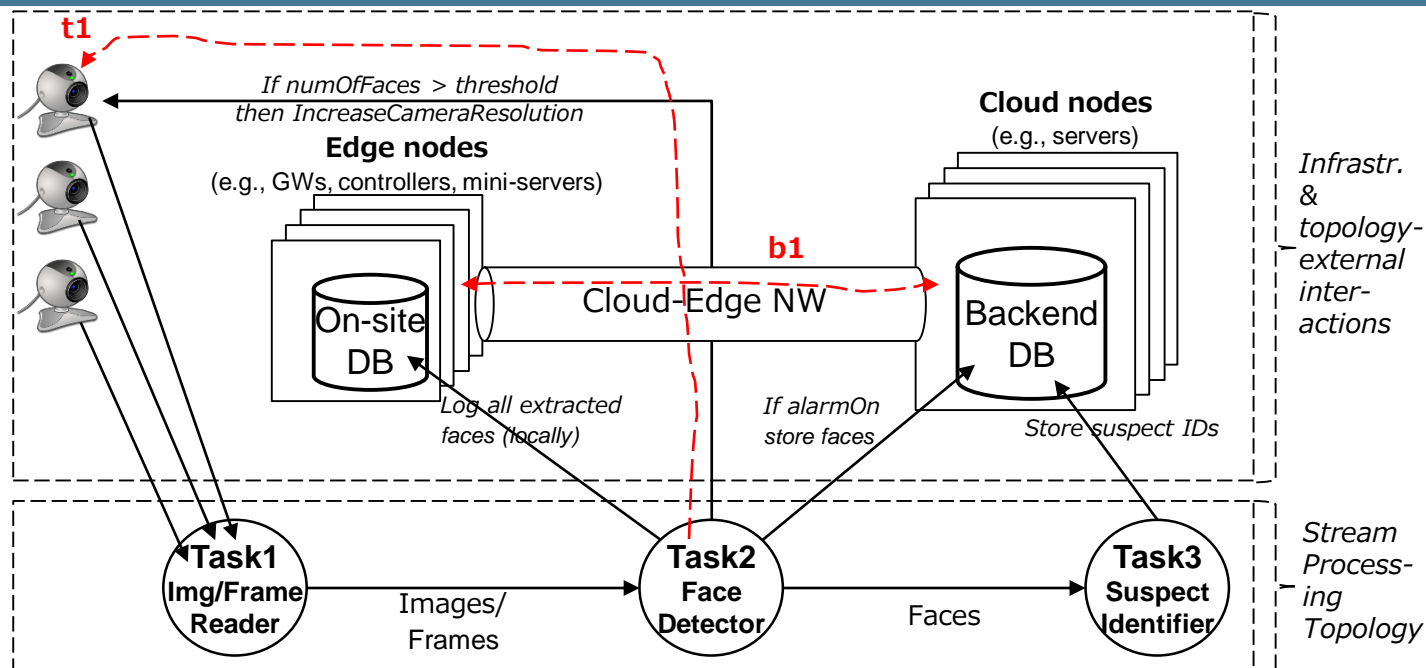 t1
If numOfFaces > threshold
then IncreaseCameraResolution
Cloud nodes
(e.g., servers)
Edge nodes
(e.g., GWs, controllers, mini-servers)
Infrastr.
&
topology-
external
inter-
actions
b1
Cloud-Edge NW
On-site
DB
Backend
DB
Log all extracted
faces (locally)
If alarmOn
store faces
Store suspect IDs
Task1
Img/Frame
Reader
Images/
Frames
Task2
Face
Detector
Faces
Task3
Suspect
Identifier
Stream
Process-
ing
Topology